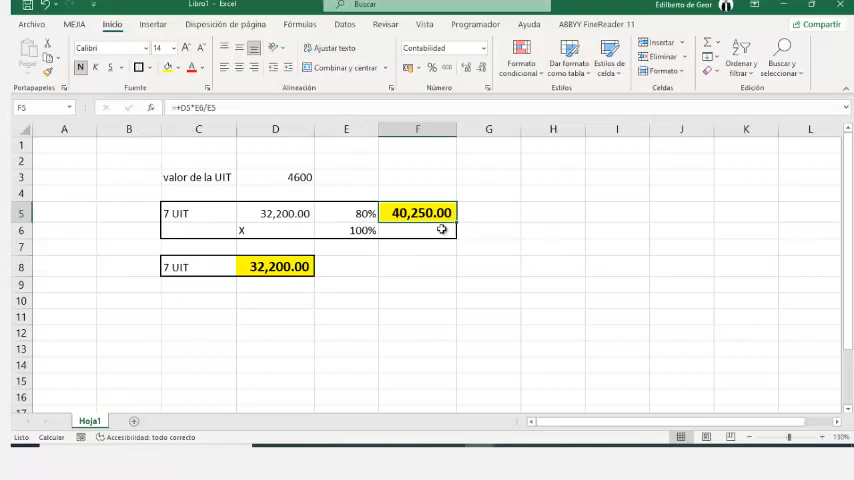 Libro1 - Excel
Buscar
Edilberto de Geor
Archivo MEJIA Inicio Insertar Disposición de página Fórmulas Datos Revisar Vista Programador Ayuda ABBYY FineReader 11 Compartir
Pegar
Calibri 14 A A
N K S A
Ajustar texto
Combinar y centrar
Contabilidad
% 000
Formato condicional
Dar formato como tabla
Estilos de celda
Insertar
Eliminar
Formato
Ordenar y filtrar
Buscar y seleccionar
Portapapeles Fuente Alineación Número Estilos Celdas Edición
F5 fx =+D5*E6/E5
A B C D E F G H I J K L
1
2
3 valor de la UIT 4600
4
5 7 UIT 32,200.00 80% 40,250.00
6 X 100%
7
8 7 UIT 32,200.00
9
10
11
12
13
14
15
16
17
Hoja1
Listo Calcular Accesibilidad: todo correcto 130%